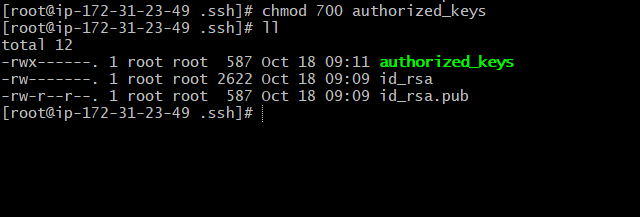 [root@ip-172-31-23-49 .ssh]# chmod 700 authorized_keys
[root@ip-172-31-23-49 .ssh]# ll
total 12
-rwx------. 1 root root  587 Oct 18 09:11 authorized_keys
-rw-------. 1 root root 2622 Oct 18 09:09 id_rsa
-rw-r--r--. 1 root root  587 Oct 18 09:09 id_rsa.pub
[root@ip-172-31-23-49 .ssh]#